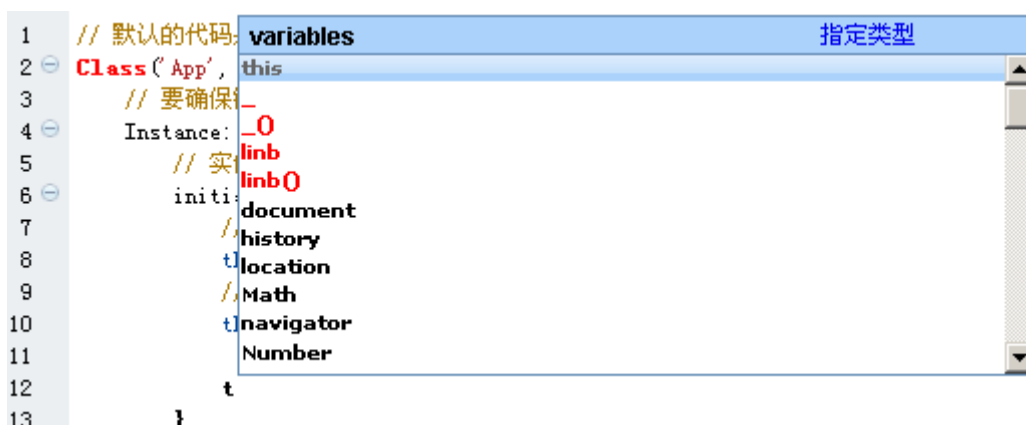 1 // 默认的代码
variables 指定类型
2 Class('App',
this
3 // 要确保
_
4 Instance:
_()
linb
5 // 实
linb()
6 initi
document
7 //
history
8 th
location
9 //
Math
10 th
navigator
11
Number
12 t
13 }